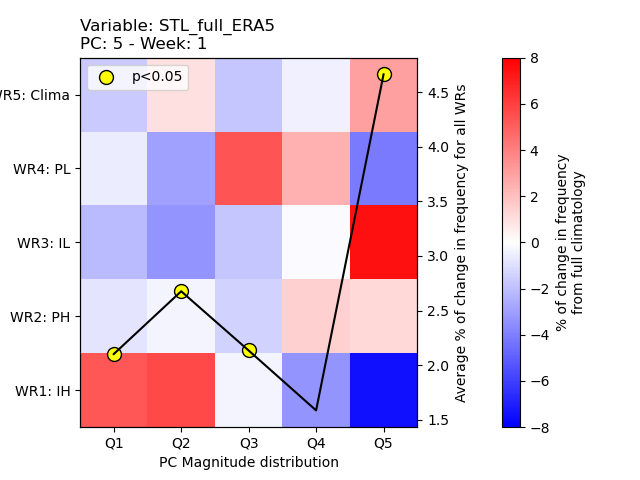 Variable: STL_full_ERA5
PC: 5 - Week: 1
p<0.05
WR5: Clima
WR4: PL
WR3: IL
WR2: PH
WR1: IH
Q1 Q2 Q3 Q4 Q5
PC Magnitude distribution
4.5
4.0
3.5
3.0
2.5
2.0
1.5
Average % of change in frequency for all WRs
8
6
4
2
0
−2
−4
−6
−8
% of change in frequency
from full climatology